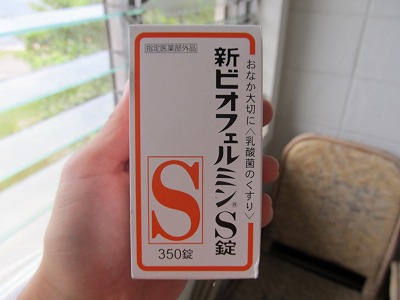 指定医薬部外品
おなか大切に〈乳酸菌のくすり〉
新ビオフェルミン®S錠
S
350錠